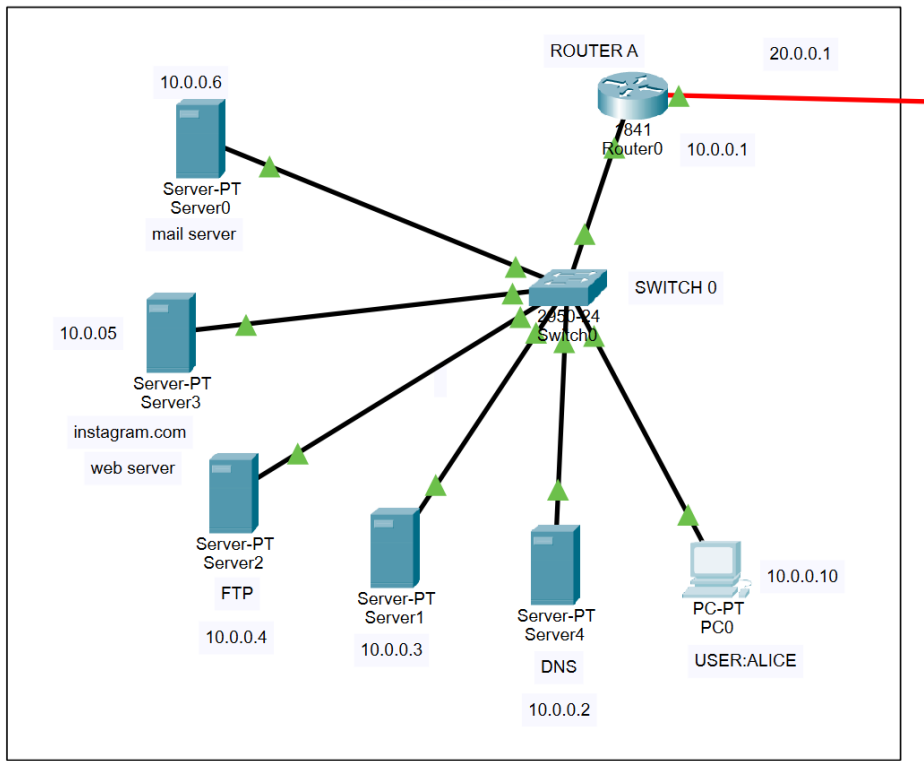 ROUTER A
20.0.0.1
10.0.0.6
1841
Router0
10.0.0.1
Server-PT
Server0
mail server
SWITCH 0
2950-24
Switch0
10.0.05
Server-PT
Server3
instagram.com
web server
Server-PT
Server2
FTP
10.0.0.4
Server-PT
Server1
10.0.0.3
Server-PT
Server4
DNS
10.0.0.2
10.0.0.10
PC-PT
PC0
USER:ALICE